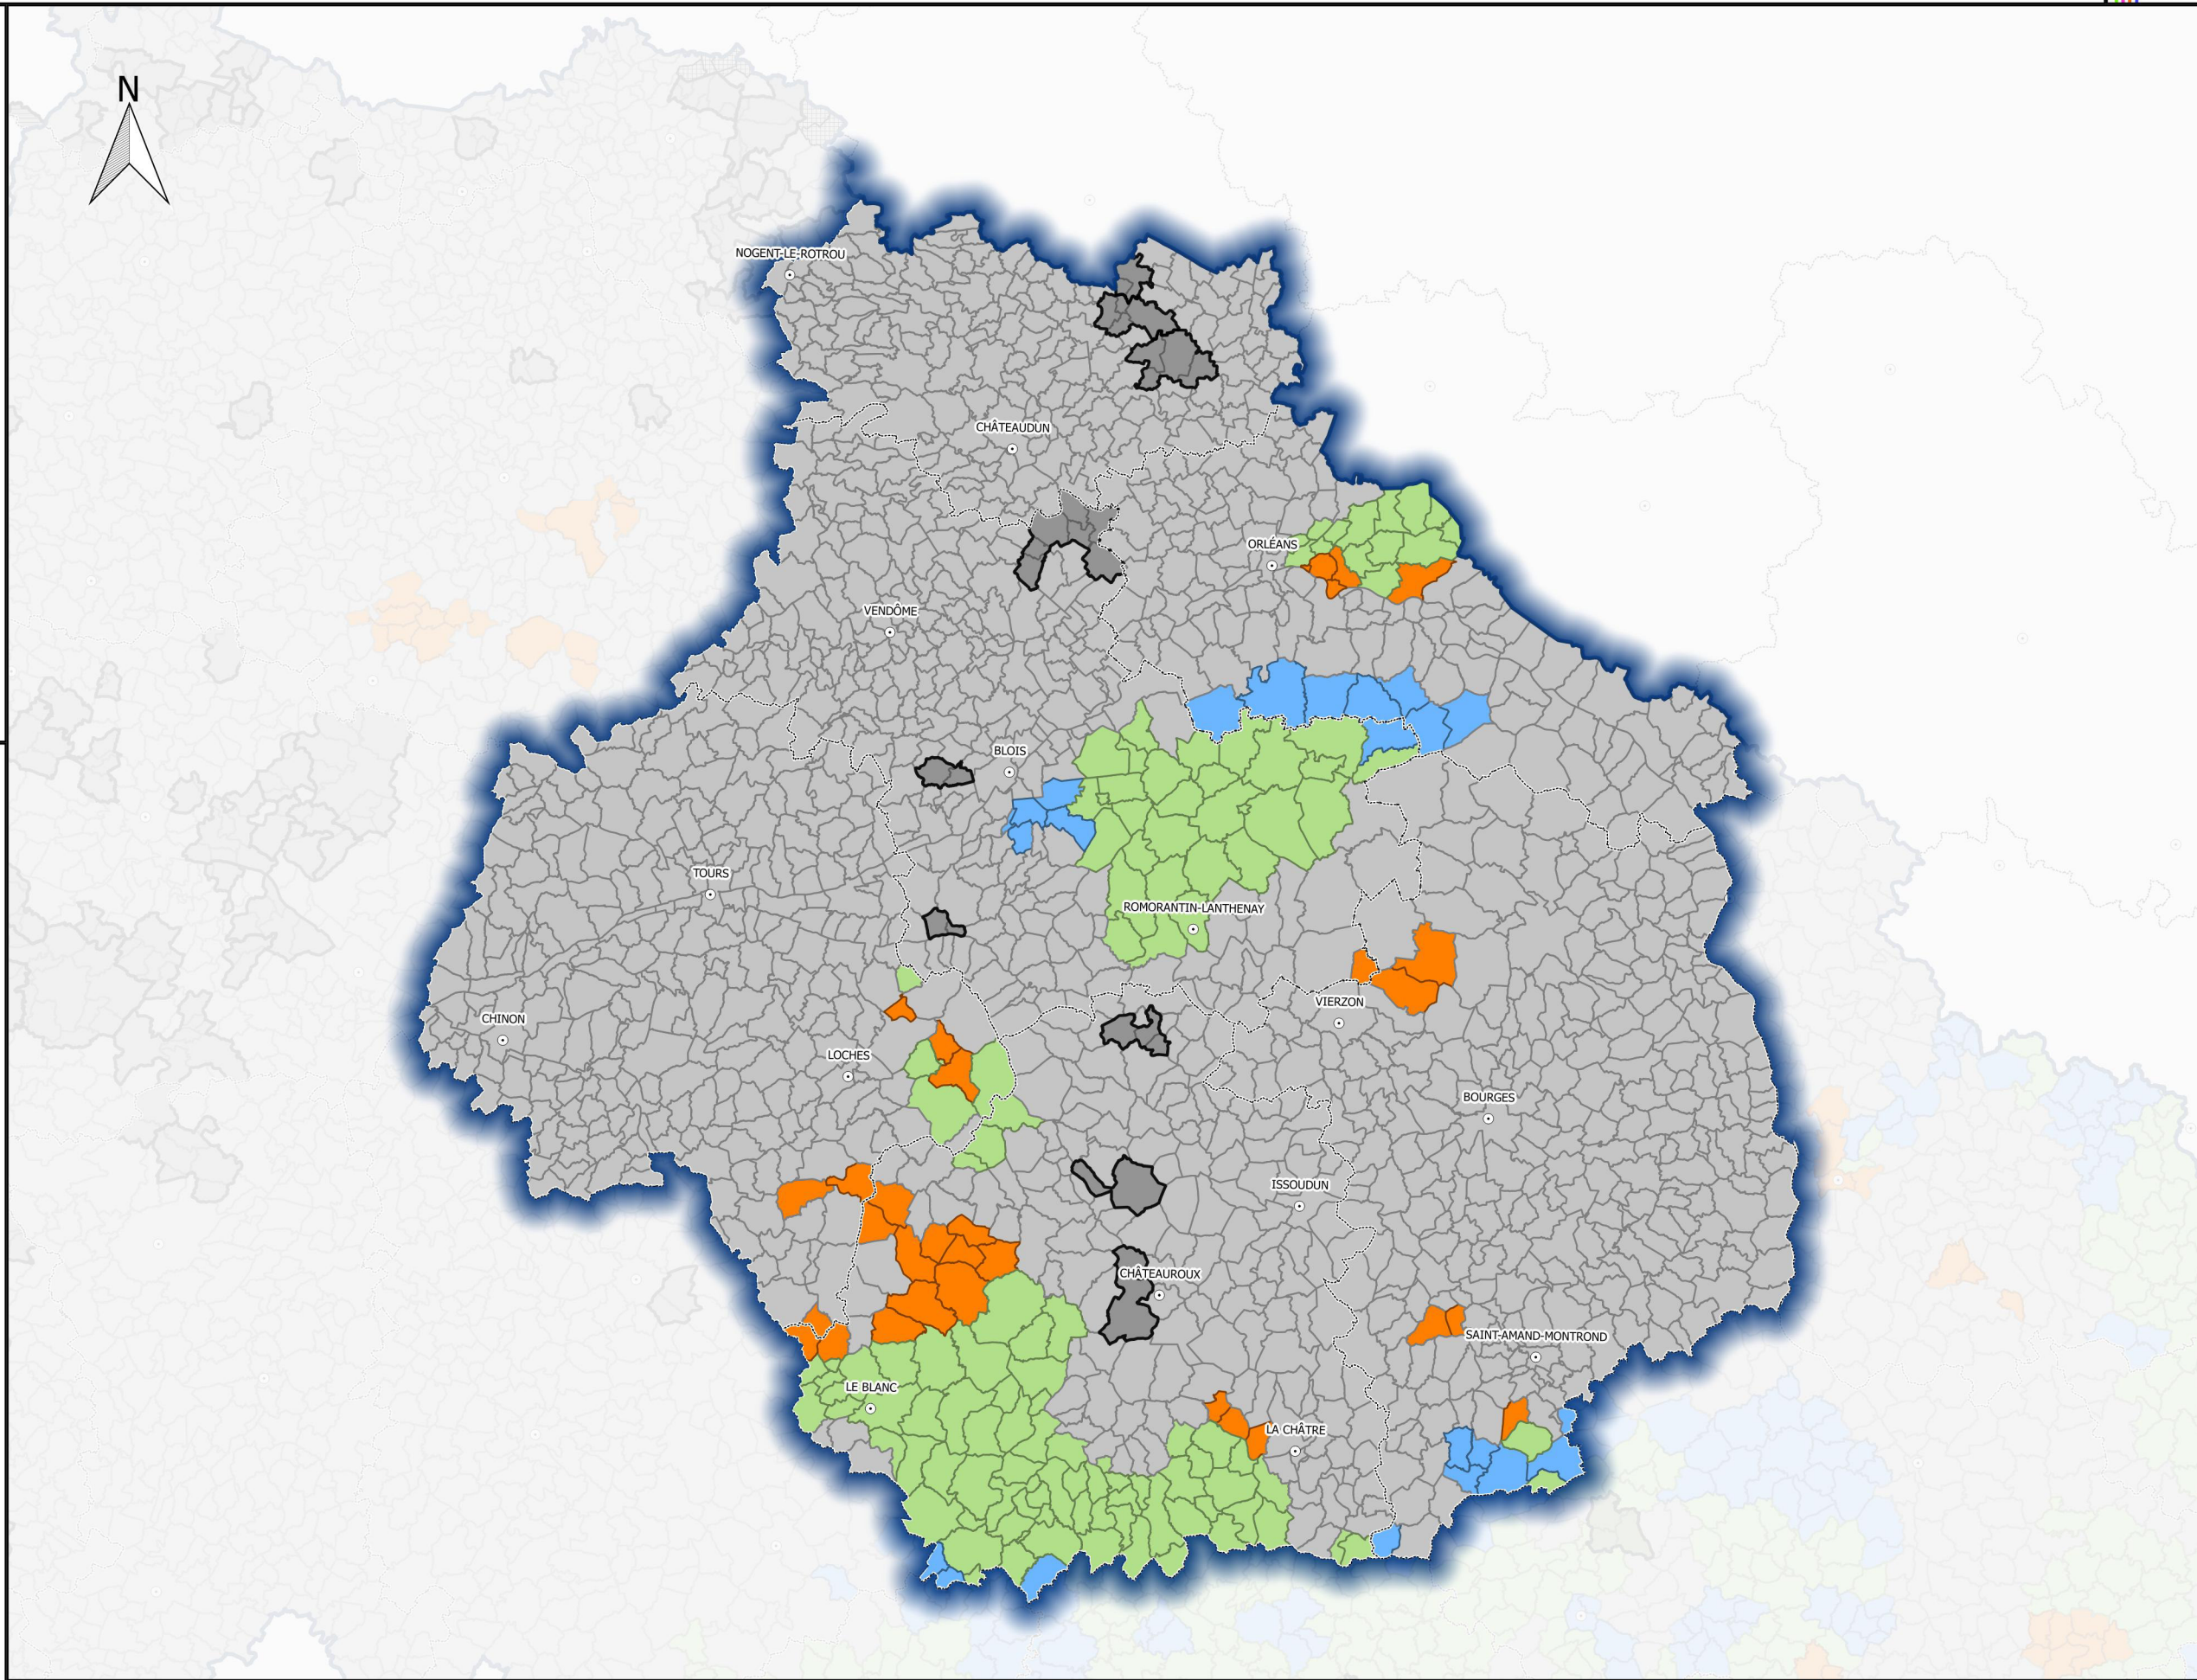 N
NOGENT-LE-ROTROU
CHÂTEAUDUN
ORLÉANS
VENDÔME
BLOIS
TOURS
ROMORANTIN-LANTHENAY
VIERZON
CHINON
LOCHES
BOURGES
ISSOUDUN
CHÂTEAUROUX
SAINT-AMAND-MONTROND
LE BLANC
LA CHÂTRE